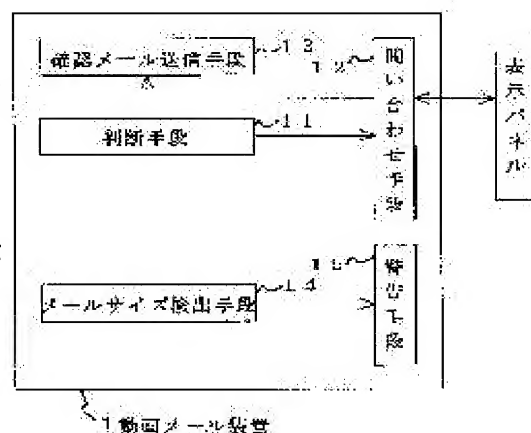 確認メール送信手段
13
12
問い合わせ手段
表示パネル
判断手段
11
15
警告手段
メールサイズ検出手段
14
1 動画メール装置